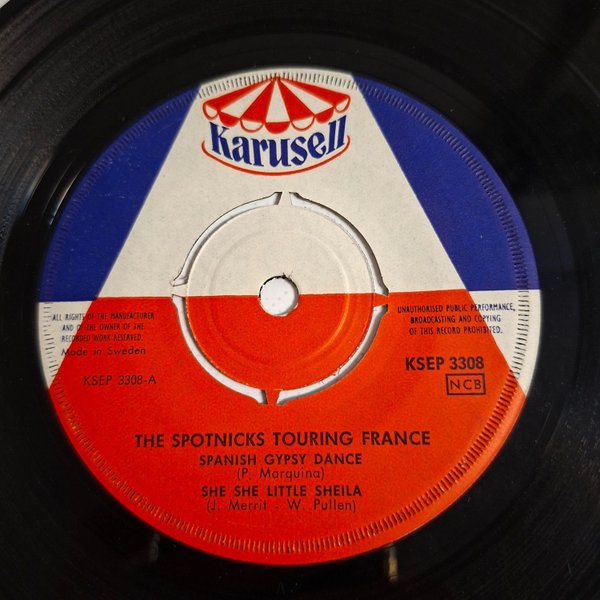 Karusell
ALL RIGHTS OF THE MANUFACTURER
AND OF THE OWNER OF THE
RECORDED WORK RESERVED.
Made in Sweden
KSEP 3308-A
UNAUTHORISED PUBLIC PERFORMANCE,
BROADCASTING AND COPYING
OF THIS RECORD PROHIBITED.
KSEP 3308
NCB
THE SPOTNICKS TOURING FRANCE
SPANISH GYPSY DANCE
(P. Marquina)
SHE SHE LITTLE SHEILA
(J. Merrit - W. Pullen)